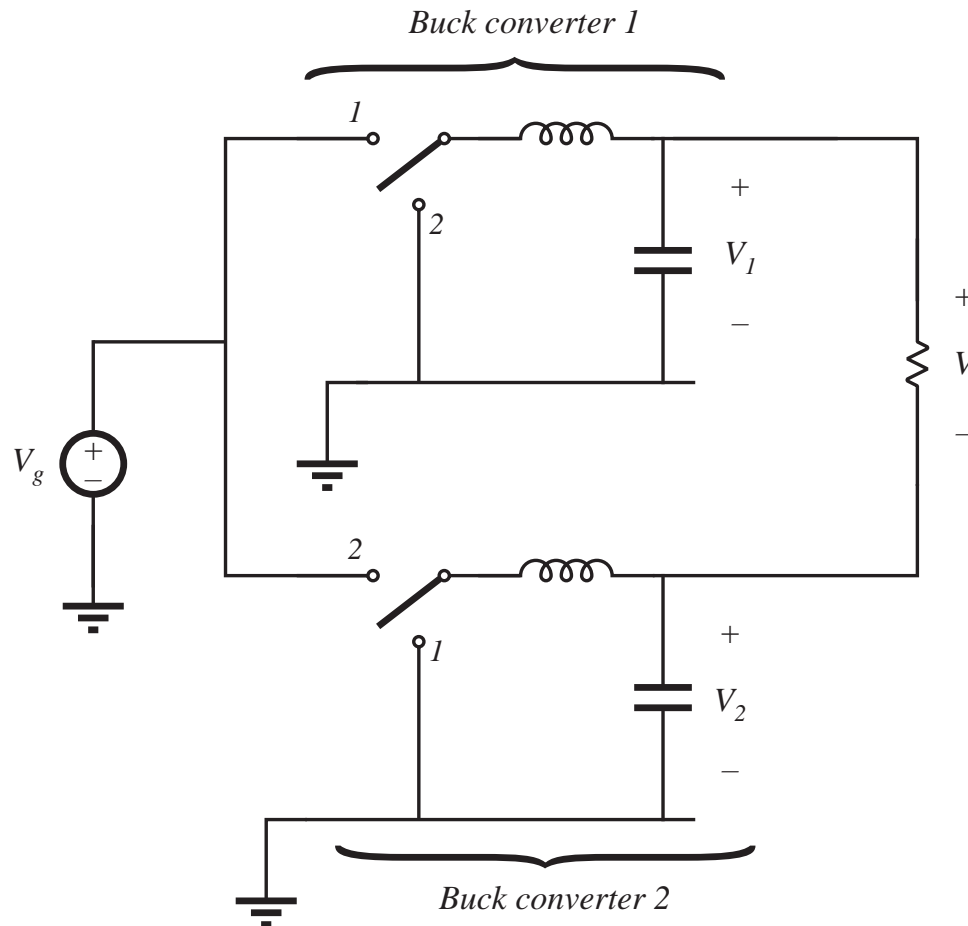 Buck converter 1
1
2
+
V1
–
+
V
–
Vg
+
–
2
1
+
V2
–
Buck converter 2